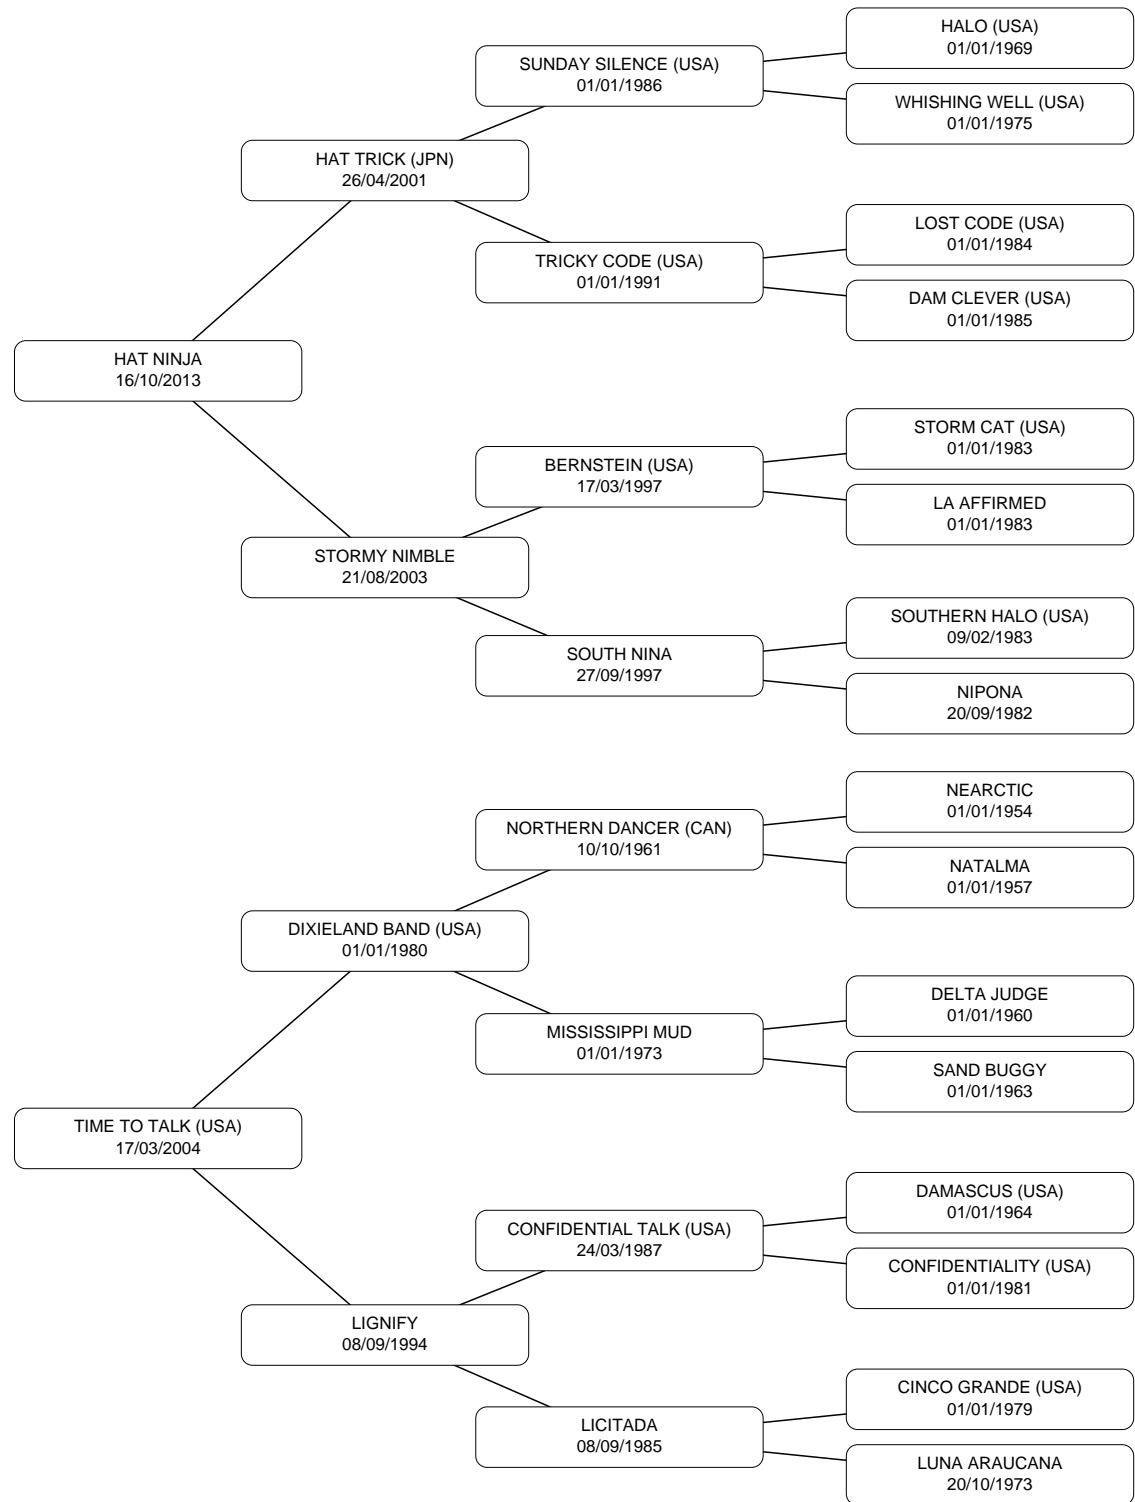 HALO (USA)
01/01/1969
SUNDAY SILENCE (USA)
01/01/1986
WHISHING WELL (USA)
01/01/1975
HAT TRICK (JPN)
26/04/2001
LOST CODE (USA)
01/01/1984
TRICKY CODE (USA)
01/01/1991
DAM CLEVER (USA)
01/01/1985
HAT NINJA
16/10/2013
STORM CAT (USA)
01/01/1983
BERNSTEIN (USA)
17/03/1997
LA AFFIRMED
01/01/1983
STORMY NIMBLE
21/08/2003
SOUTHERN HALO (USA)
09/02/1983
SOUTH NINA
27/09/1997
NIPONA
20/09/1982
NEARCTIC
01/01/1954
NORTHERN DANCER (CAN)
10/10/1961
NATALMA
01/01/1957
DIXIELAND BAND (USA)
01/01/1980
DELTA JUDGE
01/01/1960
MISSISSIPPI MUD
01/01/1973
SAND BUGGY
01/01/1963
TIME TO TALK (USA)
17/03/2004
DAMASCUS (USA)
01/01/1964
CONFIDENTIAL TALK (USA)
24/03/1987
CONFIDENTIALITY (USA)
01/01/1981
LIGNIFY
08/09/1994
CINCO GRANDE (USA)
01/01/1979
LICITADA
08/09/1985
LUNA ARAUCANA
20/10/1973